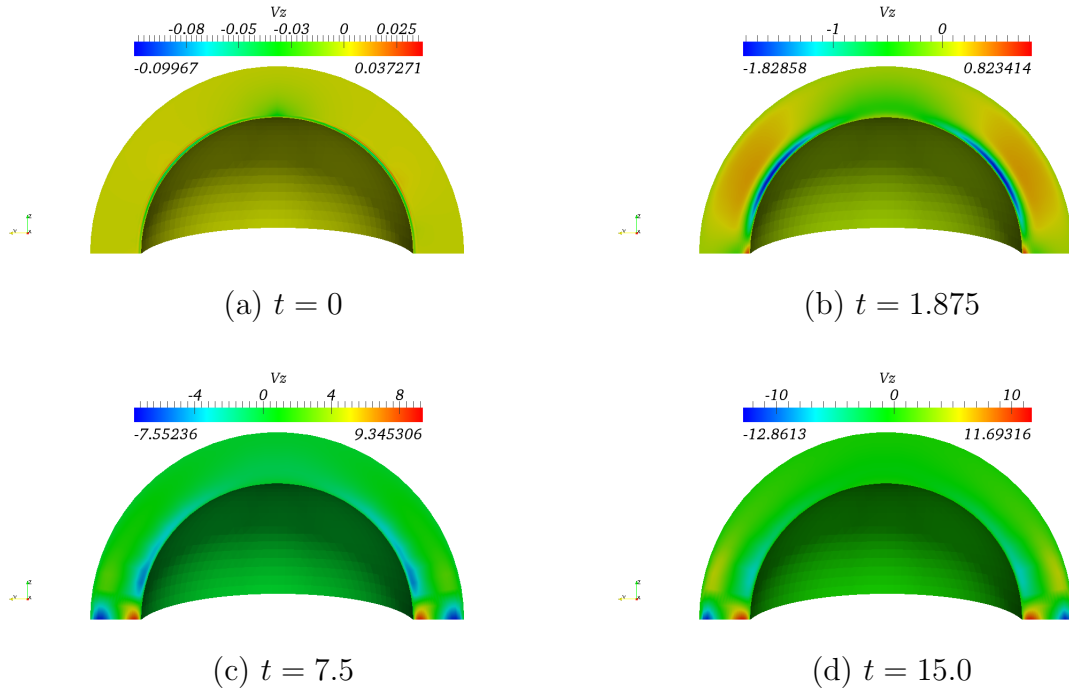 Vz
-0.08 -0.05 -0.03 0 0.025
-0.09967 0.037271
(a) t = 0
Vz
-1 0
-1.82858 0.823414
(b) t = 1.875
Vz
-4 0 4 8
-7.55236 9.345306
(c) t = 7.5
Vz
-10 0 10
-12.8613 11.69316
(d) t = 15.0